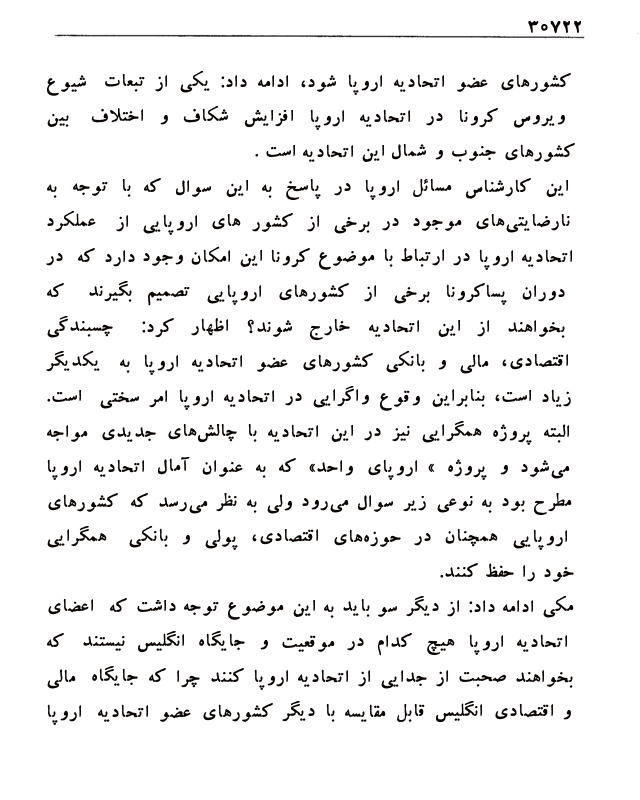 ۳۰۷۲۲
کشورهای عضو اتحادیه اروپا شود، ادامه داد: یکی از تبعات شیوع
ویروس کرونا در اتحادیه اروپا افزایش شکاف و اختلاف بین
کشورهای جنوب و شمال این اتحادیه است .
این کارشناس مسائل اروپا در پاسخ به این سوال که با توجه به
نارضایتی‌های موجود در برخی از کشور های اروپایی از عملکرد
اتحادیه اروپا در ارتباط با موضوع کرونا این امکان وجود دارد که در
دوران پساکرونا برخی از کشورهای اروپایی تصمیم بگیرند که
بخواهند از این اتحادیه خارج شوند؟ اظهار کرد: چسبندگی
اقتصادی، مالی و بانکی کشورهای عضو اتحادیه اروپا به یکدیگر
زیاد است، بنابراین وقوع واگرایی در اتحادیه اروپا امر سختی است.
البته پروژه همگرایی نیز در این اتحادیه با چالش‌های جدیدی مواجه
می‌شود و پروژه » اروپای واحد» که به عنوان آمال اتحادیه اروپا
مطرح بود به نوعی زیر سوال می‌رود ولی به نظر می‌رسد که کشورهای
اروپایی همچنان در حوزه‌های اقتصادی، پولی و بانکی همگرایی
خود را حفظ کنند.
مکی ادامه داد: از دیگر سو باید به این موضوع توجه داشت که اعضای
اتحادیه اروپا هیچ کدام در موقعیت و جایگاه انگلیس نیستند که
بخواهند صحبت از جدایی از اتحادیه اروپا کنند چرا که جایگاه مالی
و اقتصادی انگلیس قابل مقایسه با دیگر کشورهای عضو اتحادیه اروپا